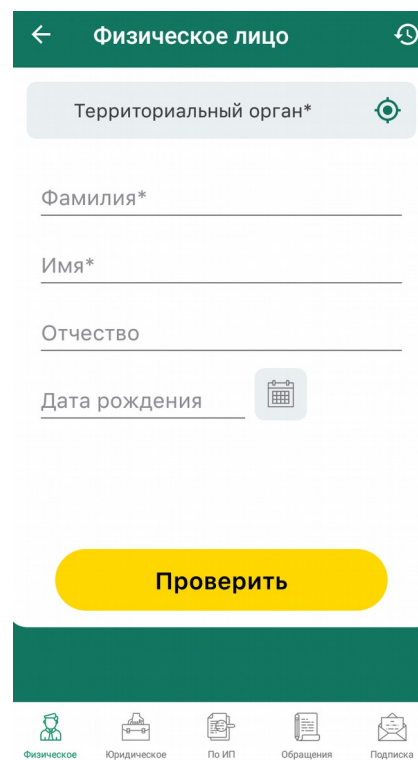 Физическое лицо
Территориальный орган*
Фамилия*
Имя*
Отчество
Дата рождения
Проверить
Физическое Юридическое По ИП Обращения Подписка